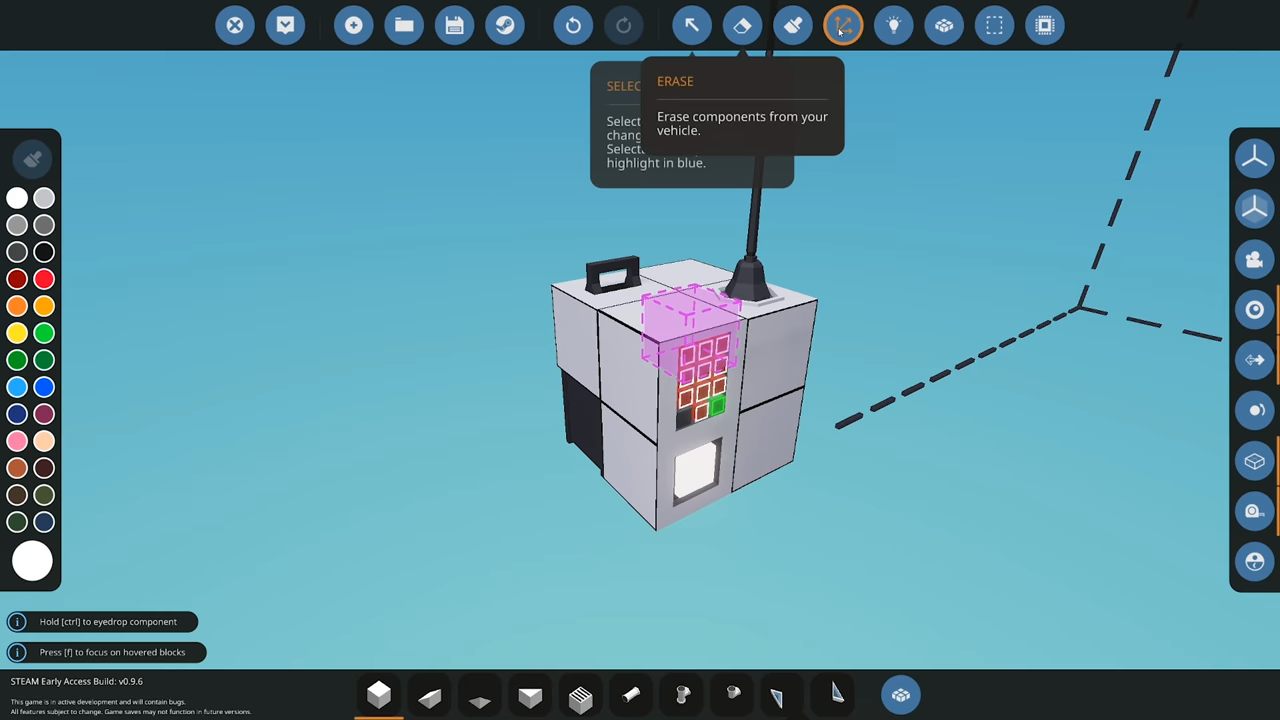 SELEC
Select
chang
Select
highlight in blue.
ERASE
Erase components from your
vehicle.
Hold [ctrl] to eyedrop component
Press [f] to focus on hovered blocks
STEAM Early Access Build: v0.9.6
This game is in active development and will contain bugs.
All features subject to change. Game saves may not function in future versions.